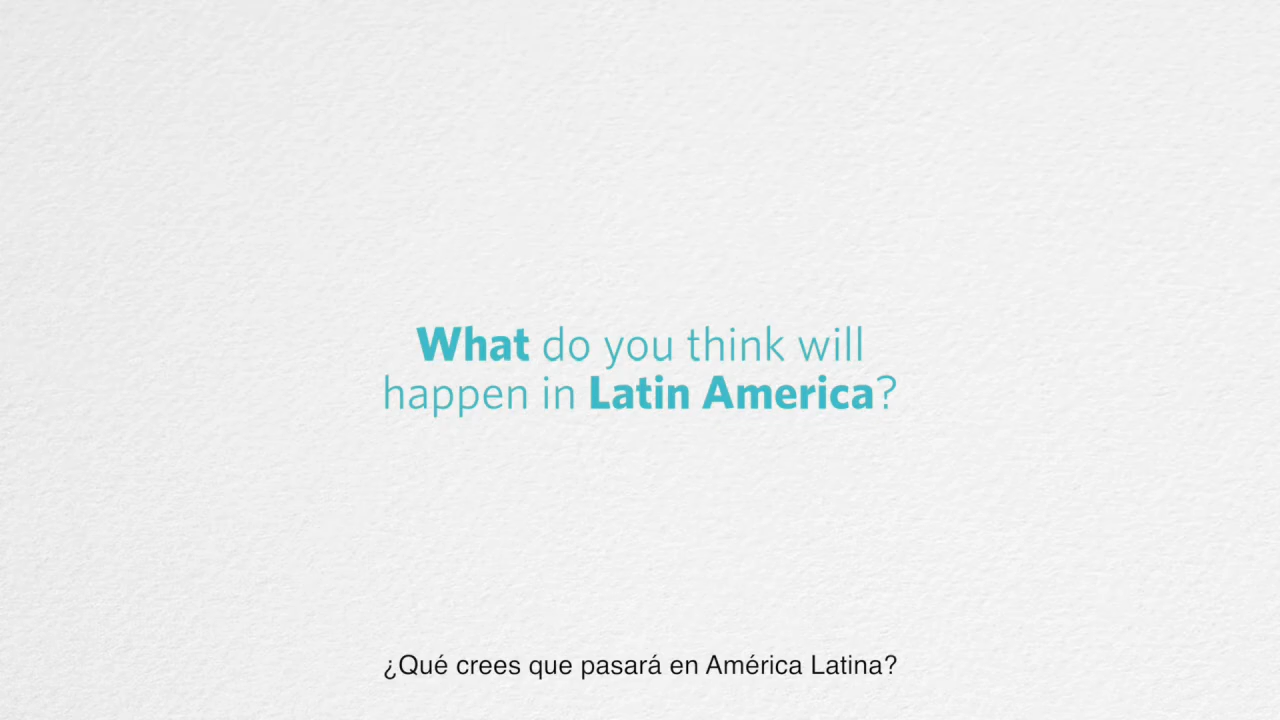 What do you think will
happen in Latin America?
¿Qué crees que pasará en América Latina?